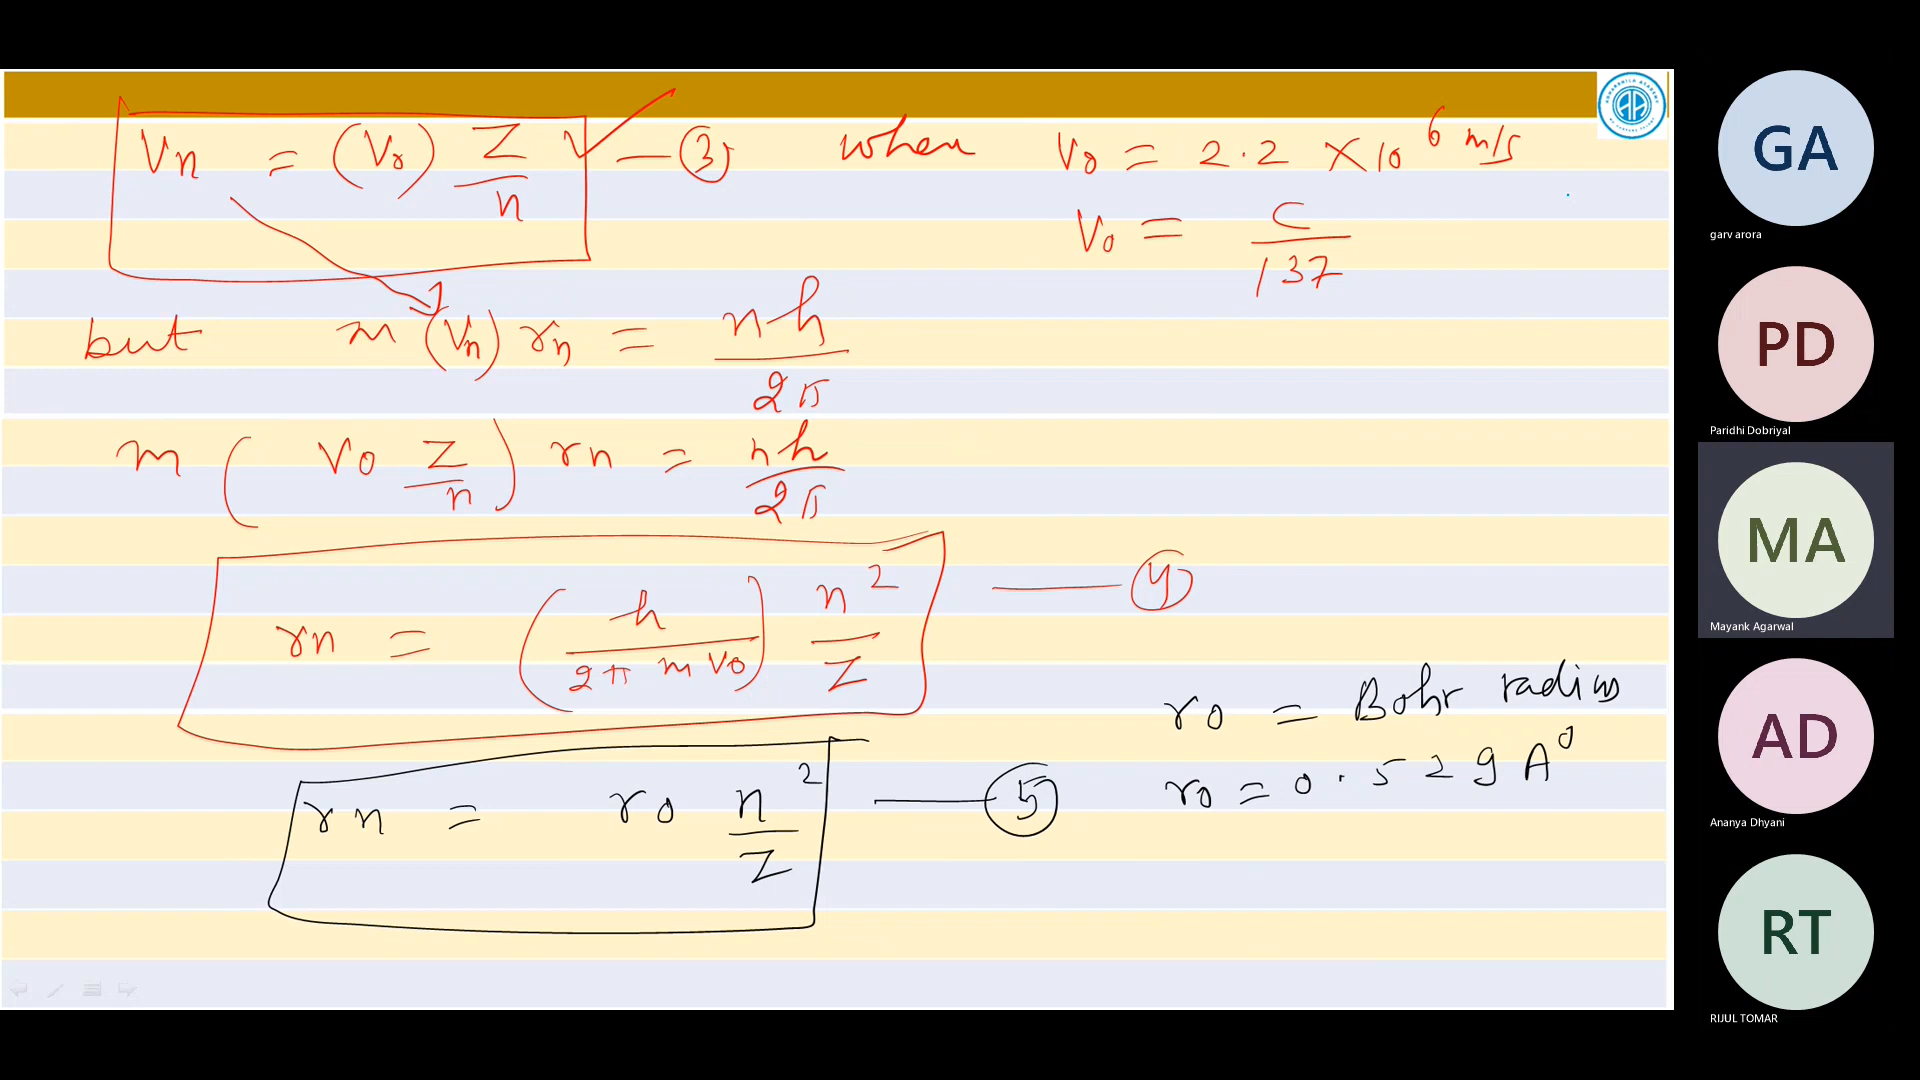 Vn = (V0) Z/n — (3) when V0 = 2.2 × 10^6 m/s
V0 = c/137
but m (Vn) rn = nh/2π
m ( V0 Z/n ) rn = nh/2π
rn = ( h / 2π m V0 ) n^2/Z — (4)
r0 = Bohr radius
r0 = 0.529 A°
rn = r0 n^2/Z — (5)
GA
garv arora
PD
Paridhi Dobriyal
MA
Mayank Agarwal
AD
Ananya Dhyani
RT
RIJUL TOMAR